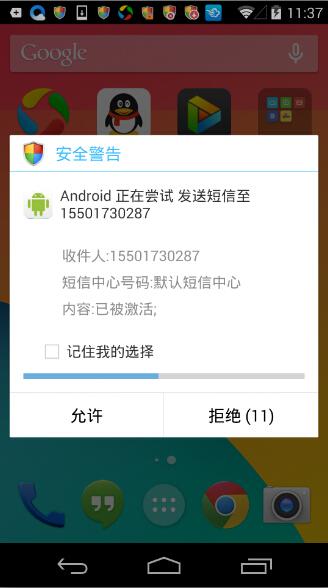 11:37
Google
安全警告
Android 正在尝试 发送短信至
15501730287
收件人:15501730287
短信中心号码:默认短信中心
内容:已被激活;
记住我的选择
允许 拒绝 (11)